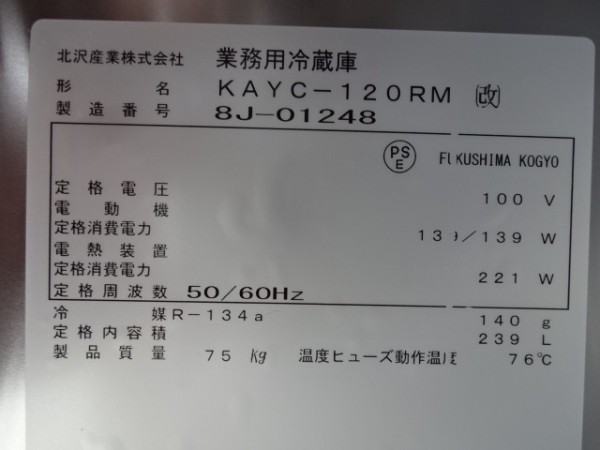 北沢産業株式会社 業務用冷蔵庫
形名 KAYC-120RM 改
製造番号 8J-01248
PSE FUKUSHIMA KOGYO
定格電圧 100 V
電動機
定格消費電力 139/139 W
電熱装置
定格消費電力 221 W
定格周波数 50/60Hz
冷媒 R-134a 140 g
定格内容積 239 L
製品質量 75 kg 温度ヒューズ動作温度 76℃